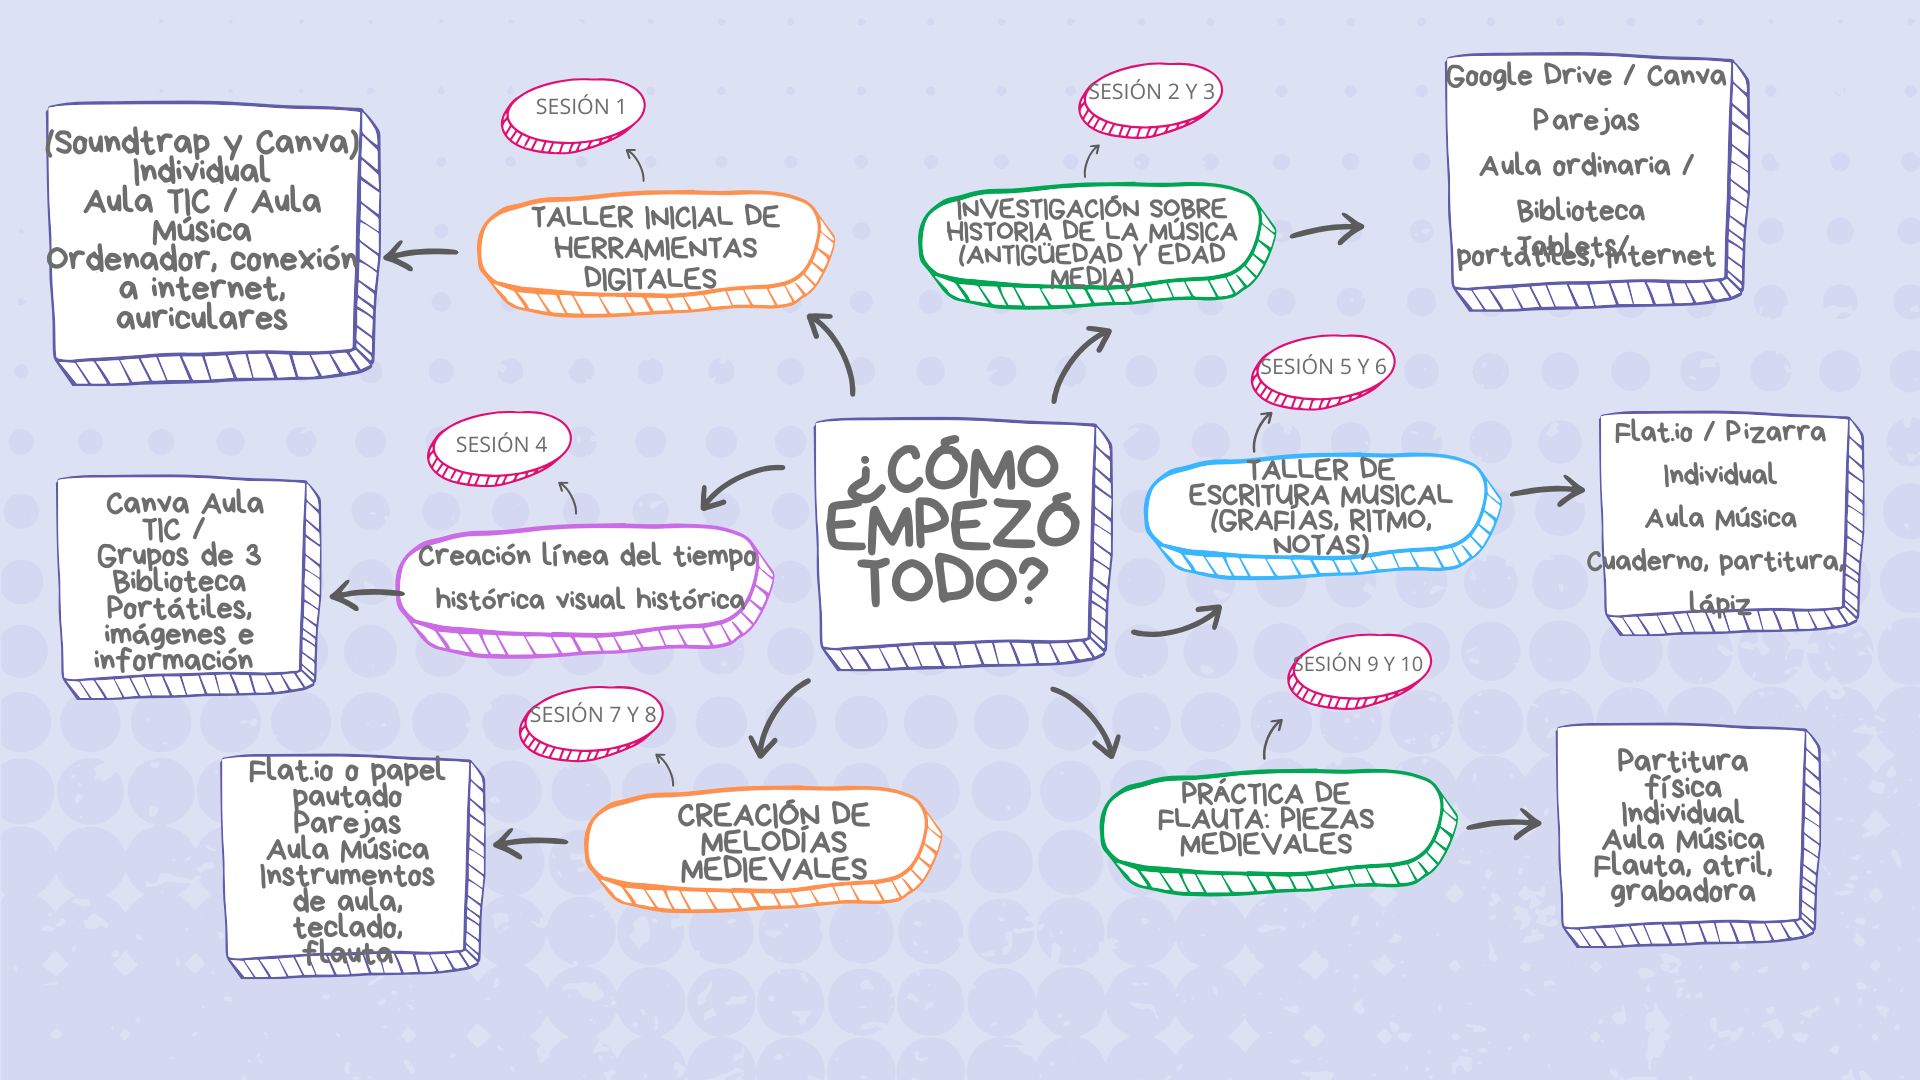 SESIÓN 1
TALLER INICIAL DE
HERRAMIENTAS
DIGITALES
(Soundtrap y Canva)
Individual
Aula TIC / Aula
Música
Ordenador, conexión
a internet,
auriculares
SESIÓN 2 Y 3
INVESTIGACIÓN SOBRE
HISTORIA DE LA MÚSICA
(ANTIGÜEDAD Y EDAD
MEDIA)
Google Drive / Canva
Parejas
Aula ordinaria /
Biblioteca
Tablets/
portátiles, internet
¿CÓMO
EMPEZÓ
TODO?
SESIÓN 4
Creación línea del tiempo
histórica visual histórica
Canva Aula
TIC /
Grupos de 3
Biblioteca
Portátiles,
imágenes e
información
SESIÓN 5 Y 6
TALLER DE
ESCRITURA MUSICAL
(GRAFÍAS, RITMO,
NOTAS)
Flat.io / Pizarra
Individual
Aula Música
Cuaderno, partitura,
lápiz
SESIÓN 7 Y 8
CREACIÓN DE
MELODÍAS
MEDIEVALES
Flat.io o papel
pautado
Parejas
Aula Música
Instrumentos
de aula,
teclado,
flauta
SESIÓN 9 Y 10
PRÁCTICA DE
FLAUTA: PIEZAS
MEDIEVALES
Partitura
física
Individual
Aula Música
Flauta, atril,
grabadora